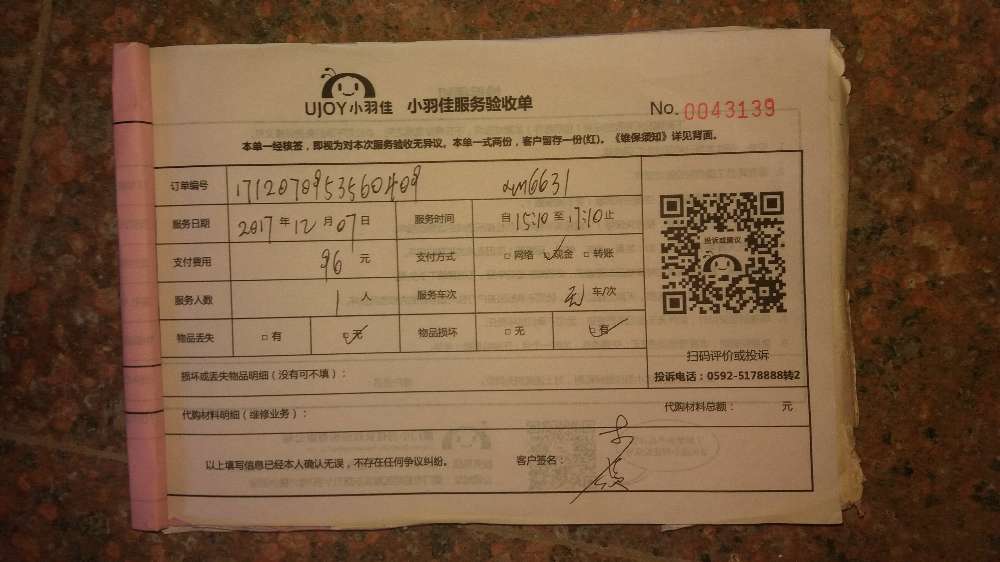 UJOY小羽佳 小羽佳服务验收单 No. 0043139
本单一经核签，即视为对本次服务验收无异议。本单一式两份，客户留存一份(红)。《维保须知》详见背面。
订单编号 171207095356040g xm6631
服务日期 2017年12月07日 服务时间 自15:10至17:10止
支付费用 96元 支付方式 □网络 ☑现金 □转账
服务人数 1人 服务车次 无 车/次
物品丢失 □有 ☑无 物品损坏 □无 ☑有
投诉或建议
扫码评价或投诉
投诉电话：0592-5178888转2
损坏或丢失物品明细（没有可不填）：
代购材料明细（维修业务）： 代购材料总额： 元
以上填写信息已经本人确认无误，不存在任何争议纠纷。 客户签名：